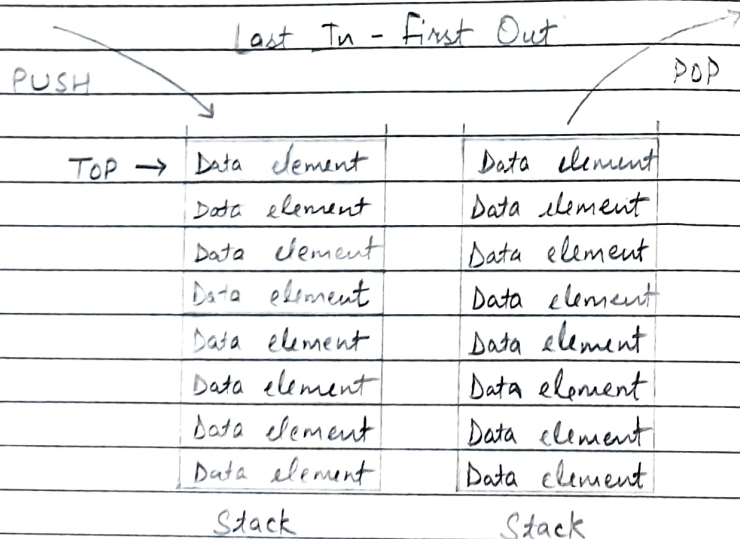 Last In - First Out
PUSH
POP
TOP → Data element Data element
Data element Data element
Data element Data element
Data element Data element
Data element Data element
Data element Data element
Data element Data element
Data element Data element
Stack Stack